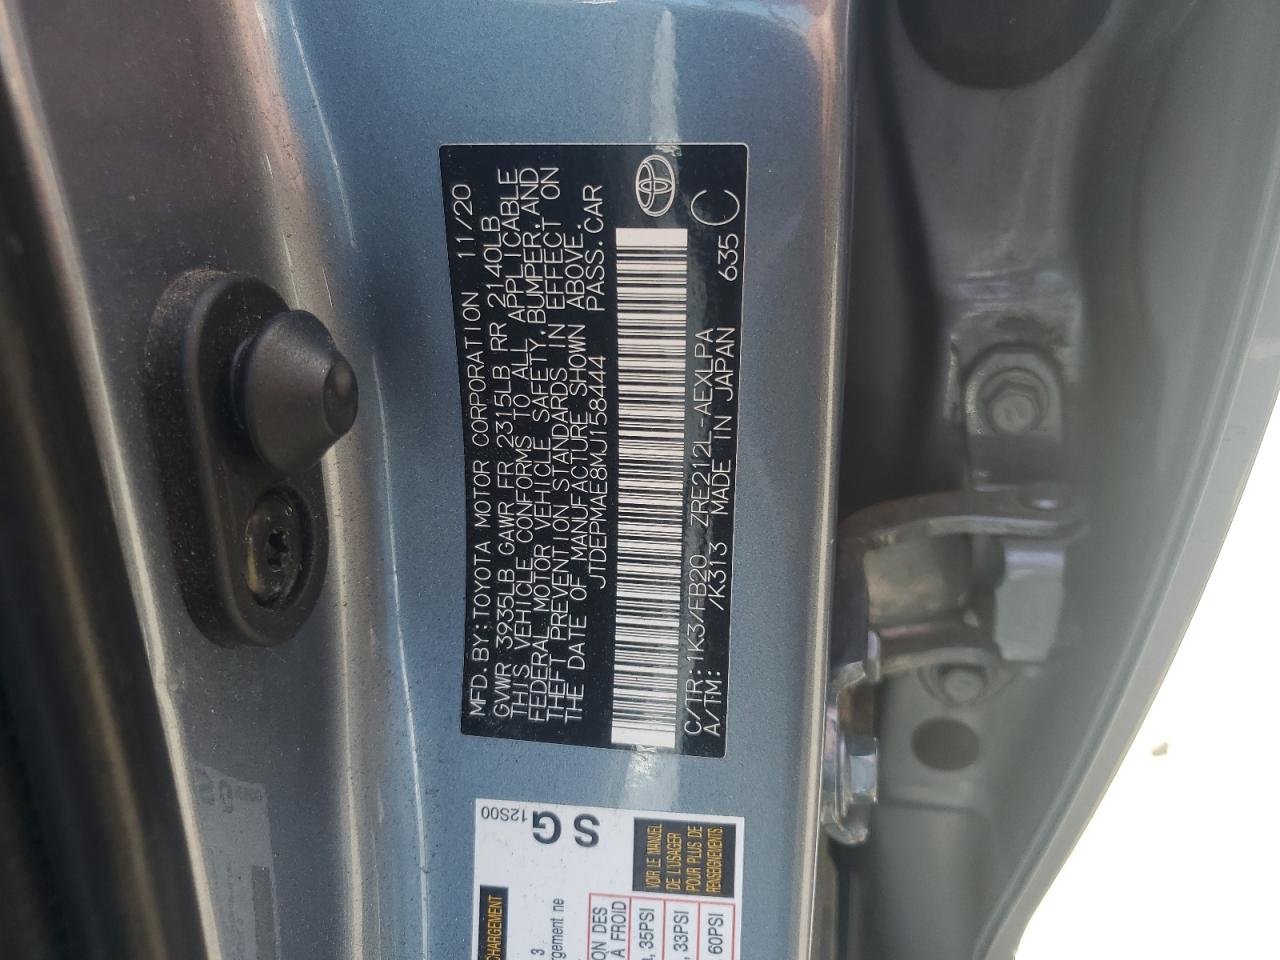 MFD. BY: TOYOTA MOTOR CORPORATION 11/20
GVWR 3935LB GAWR FR 2315LB RR 2140LB
THIS VEHICLE CONFORMS TO ALL APPLICABLE
FEDERAL MOTOR VEHICLE SAFETY, BUMPER, AND
THEFT PREVENTION STANDARDS IN EFFECT ON
THE DATE OF MANUFACTURE SHOWN ABOVE.
JTDEPMAE8MJ158444 PASS. CAR
C/TR: 1K3/FB20 ZRE212L-AEXLPA 635 C
A/TM: /K313 MADE IN JAPAN
SG
12S00
VOIR LE MANUEL
DE L'USAGER
POUR PLUS DE
RENSEIGNEMENTS.
CHARGEMENT
3
rgement ne
ON DES
À FROID
, 35PSI
, 33PSI
, 60PSI